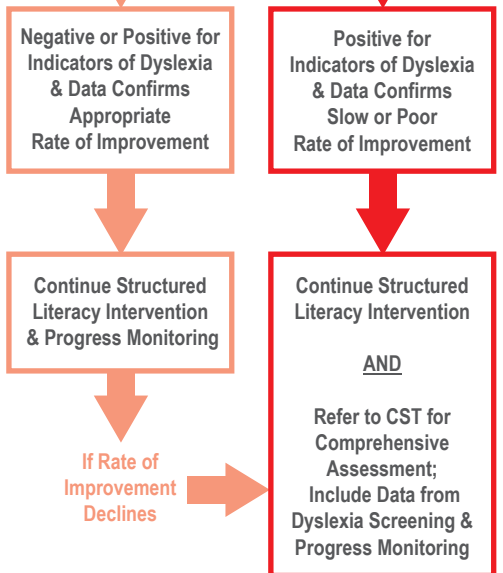 Negative or Positive for
Indicators of Dyslexia
& Data Confirms
Appropriate
Rate of Improvement
Positive for
Indicators of Dyslexia
& Data Confirms
Slow or Poor
Rate of Improvement
Continue Structured
Literacy Intervention
& Progress Monitoring
If Rate of
Improvement
Declines
Continue Structured
Literacy Intervention
AND
Refer to CST for
Comprehensive
Assessment;
Include Data from
Dyslexia Screening &
Progress Monitoring